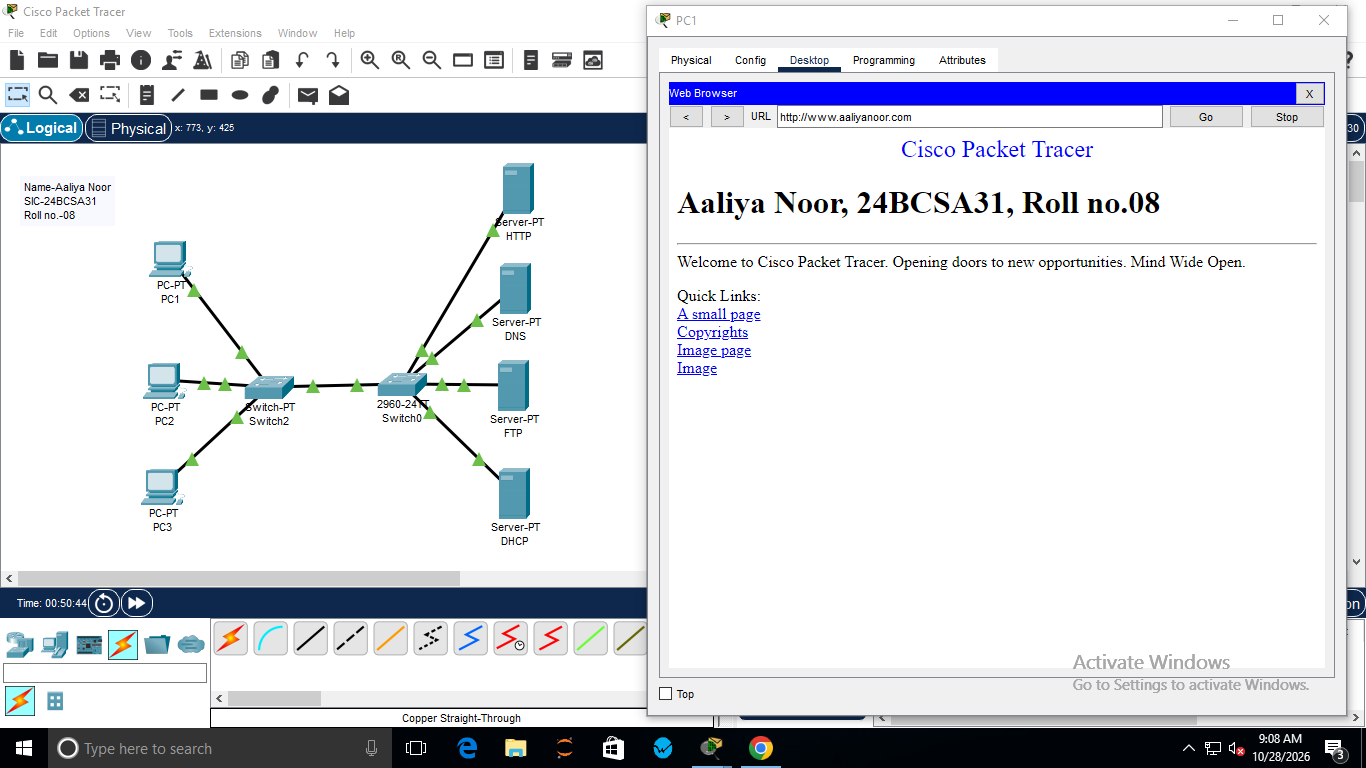 Cisco Packet Tracer
File Edit Options View Tools Extensions Window Help
Logical Physical x: 773, y: 425
Name-Aaliya Noor
SIC-24BCSA31
Roll no.-08
Server-PT
HTTP
PC-PT
PC1
Server-PT
DNS
PC-PT
PC2
Switch-PT
Switch2
2960-24TT
Switch0
Server-PT
FTP
PC-PT
PC3
Server-PT
DHCP
Time: 00:50:44
Copper Straight-Through
PC1
Physical Config Desktop Programming Attributes
Web Browser X
< > URL http://www.aaliyanoor.com Go Stop
Cisco Packet Tracer
Aaliya Noor, 24BCSA31, Roll no.08
Welcome to Cisco Packet Tracer. Opening doors to new opportunities. Mind Wide Open.
Quick Links:
A small page
Copyrights
Image page
Image
Top
30
on
Activate Windows
Go to Settings to activate Windows.
Type here to search
9:08 AM
10/28/2026
3